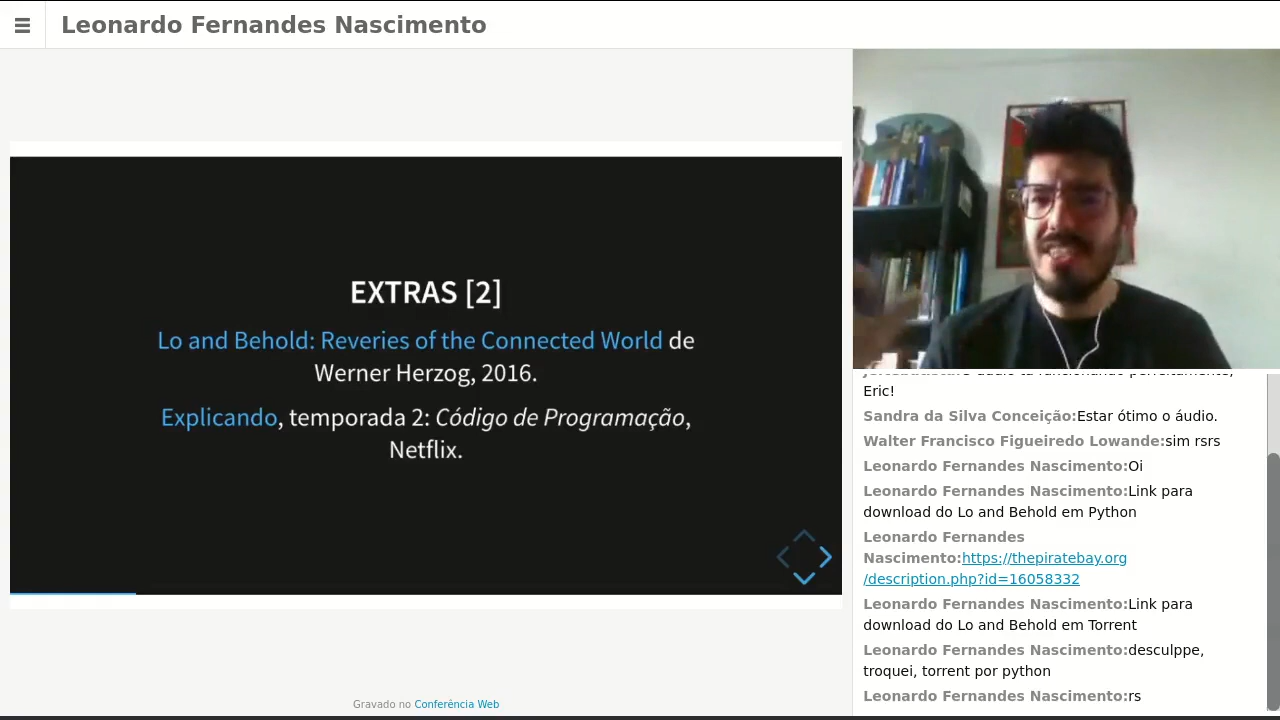 Leonardo Fernandes Nascimento
EXTRAS [2]
Lo and Behold: Reveries of the Connected World de
Werner Herzog, 2016.
Explicando, temporada 2: Código de Programação,
Netflix.
Gravado no Conferência Web
Eric!
Sandra da Silva Conceição:Estar ótimo o áudio.
Walter Francisco Figueiredo Lowande:sim rsrs
Leonardo Fernandes Nascimento:Oi
Leonardo Fernandes Nascimento:Link para
download do Lo and Behold em Python
Leonardo Fernandes
Nascimento:https://thepiratebay.org
/description.php?id=16058332
Leonardo Fernandes Nascimento:Link para
download do Lo and Behold em Torrent
Leonardo Fernandes Nascimento:desculppe,
troquei, torrent por python
Leonardo Fernandes Nascimento:rs